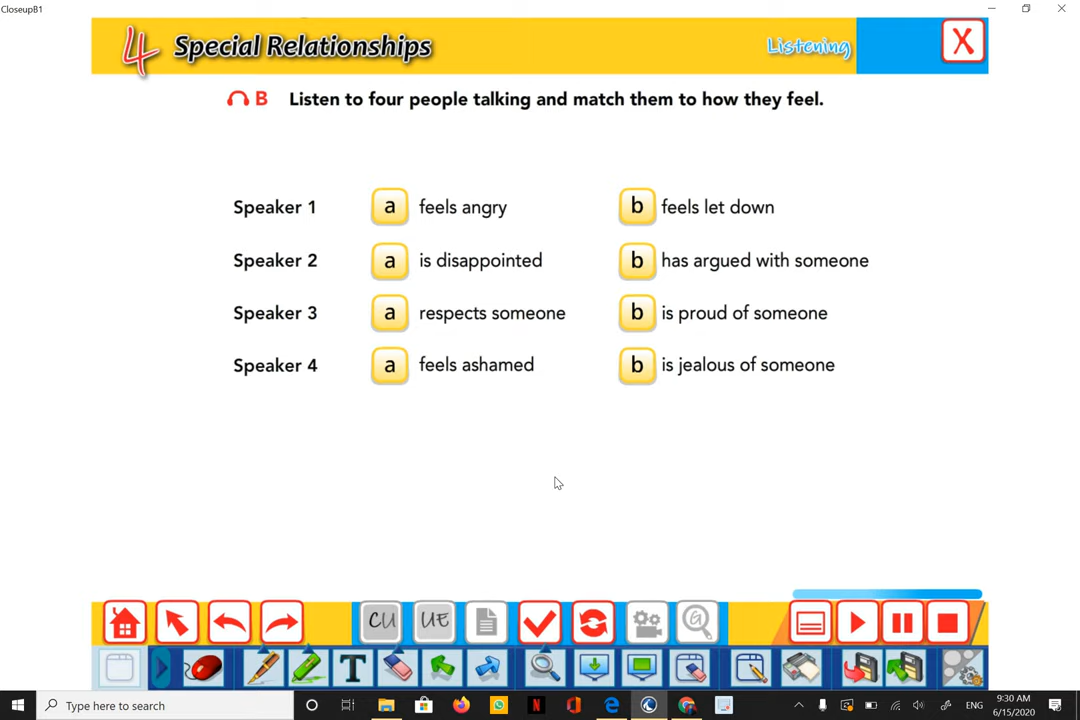 CloseupB1
4 Special Relationships
Listening
X
B Listen to four people talking and match them to how they feel.
Speaker 1 a feels angry b feels let down
Speaker 2 a is disappointed b has argued with someone
Speaker 3 a respects someone b is proud of someone
Speaker 4 a feels ashamed b is jealous of someone
CU UE G
T
Type here to search
ENG
9:30 AM
6/15/2020